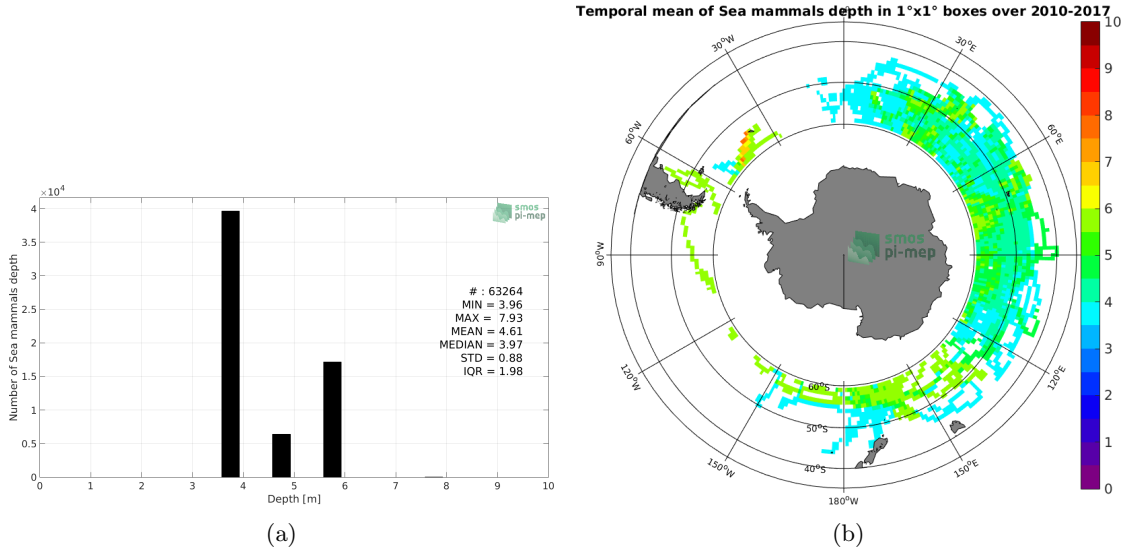 Temporal mean of Sea mammals depth in 1°x1° boxes over 2010-2017
×10⁴
4
3.5
3
2.5
2
1.5
1
0.5
0
Number of Sea mammals depth
0 1 2 3 4 5 6 7 8 9 10
Depth [m]
smos
pi-mep
# : 63264
MIN = 3.96
MAX = 7.93
MEAN = 4.61
MEDIAN = 3.97
STD = 0.88
IQR = 1.98
(a)
0°
30°E
60°E
120°E
150°E
180°W
150°W
120°W
90°W
60°W
30°W
60°S
50°S
40°S
smos
pi-mep
10
9
8
7
6
5
4
3
2
1
0
(b)